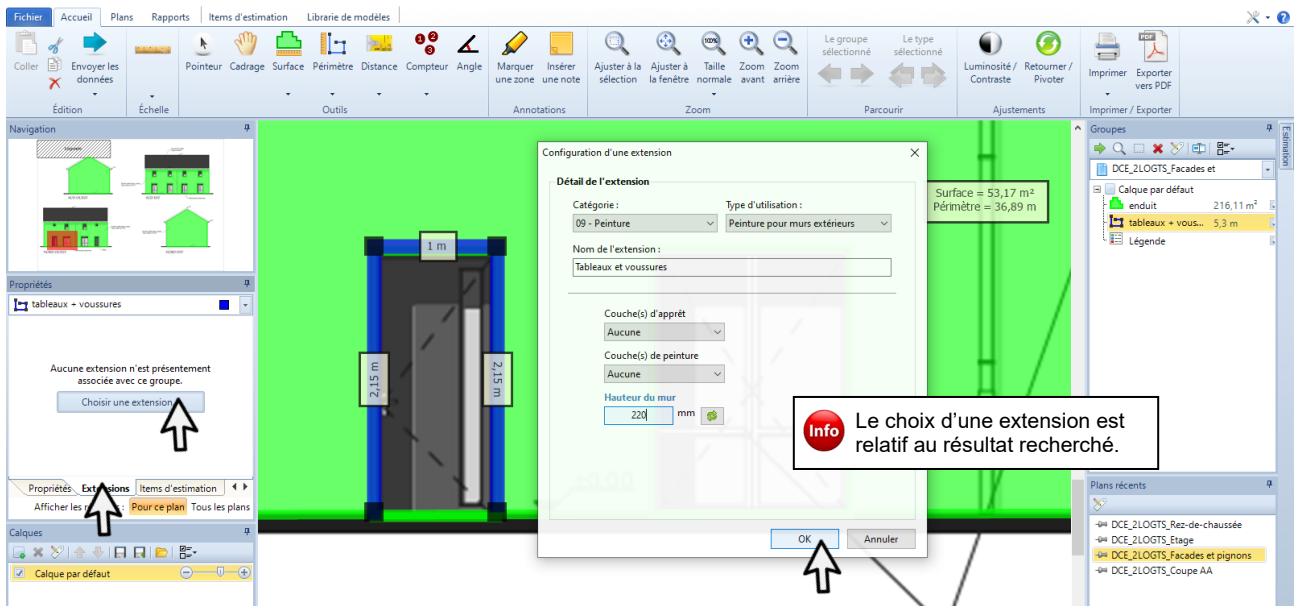 Fichier Accueil Plans Rapports Items d'estimation Librairie de modèles
Coller Envoyer les données
Édition
Échelle
Pointeur Cadrage Surface Périmètre Distance Compteur Angle
Outils
Marquer une zone Insérer une note
Annotations
100%
Ajuster à la sélection Ajuster à la fenêtre Taille normale Zoom avant Zoom arrière
Zoom
Le groupe sélectionné Le type sélectionné
Parcourir
Luminosité / Contraste Retourner / Pivoter
Ajustements
PDF
Imprimer Exporter vers PDF
Imprimer / Exporter
Navigation
Propriétés
tableaux + voussures
Aucune extension n'est présentement
associée avec ce groupe.
Choisir une extension
Propriétés Extensions Items d'estimation
Afficher les : Pour ce plan Tous les plans
Calques
Calque par défaut
1 m
2,15 m
2,15 m
Surface = 53,17 m²
Périmètre = 36,89 m
Configuration d'une extension
Détail de l'extension
Catégorie : Type d'utilisation :
09 - Peinture Peinture pour murs extérieurs
Nom de l'extension :
Tableaux et voussures
Couche(s) d'apprêt
Aucune
Couche(s) de peinture
Aucune
Hauteur du mur
220 mm
OK Annuler
Info
Le choix d'une extension est
relatif au résultat recherché.
Groupes
Estimation
DCE_2LOGTS_Facades et
Calque par défaut
enduit 216,11 m²
tableaux + vous... 5,3 m
Légende
Plans récents
DCE_2LOGTS_Rez-de-chaussée
DCE_2LOGTS_Etage
DCE_2LOGTS_Facades et pignons
DCE_2LOGTS_Coupe AA